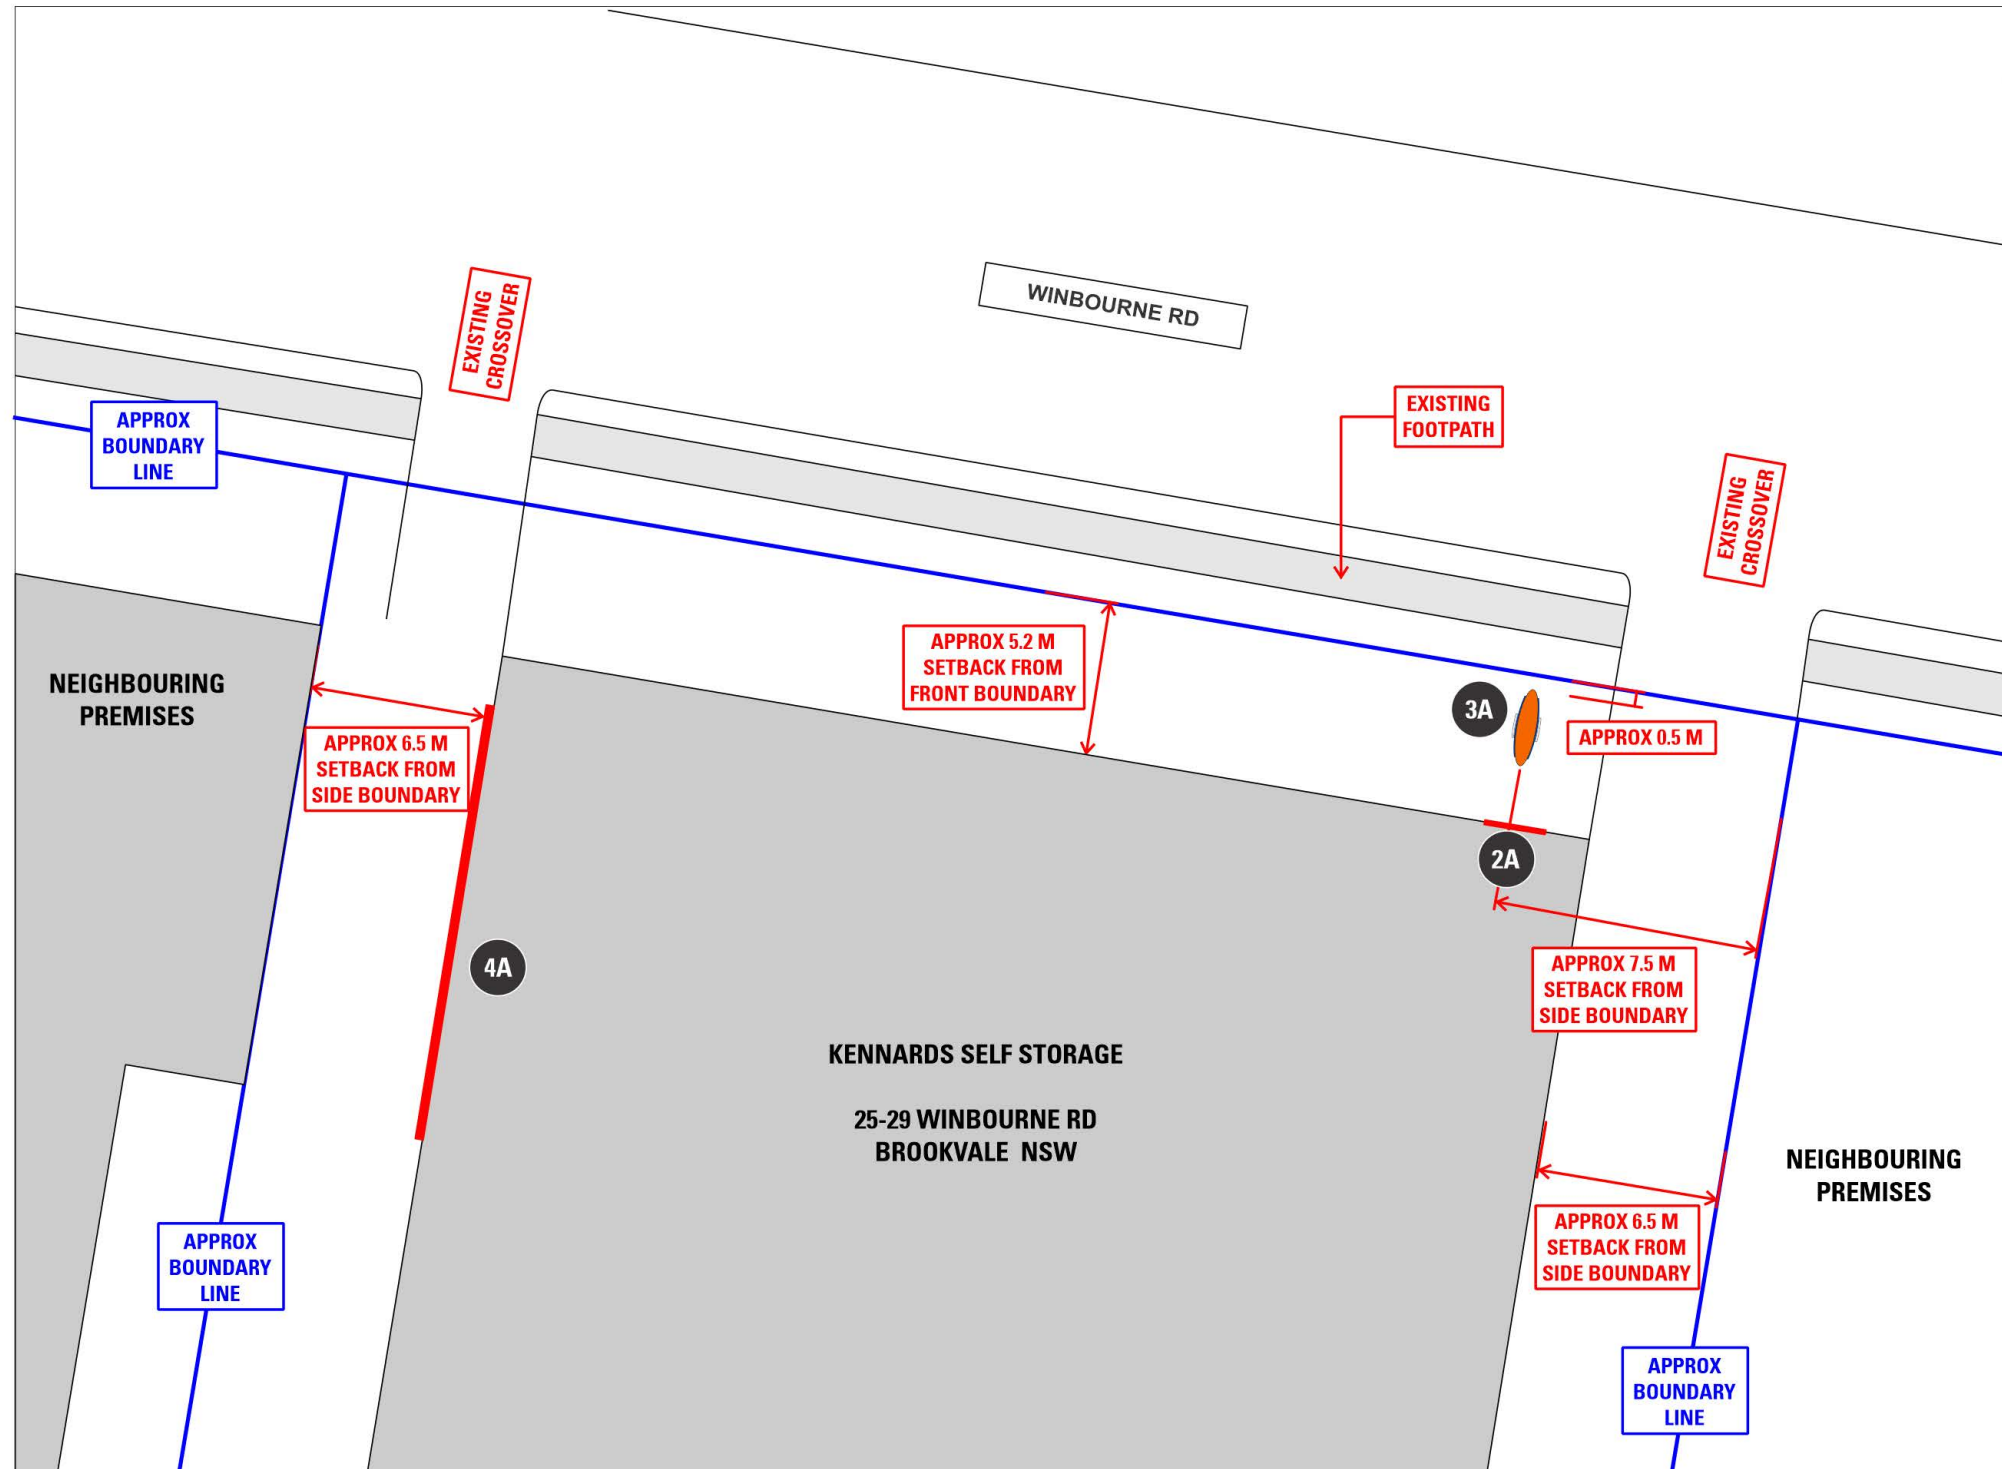 WINBOURNE RD
EXISTING
CROSSOVER
EXISTING
FOOTPATH
APPROX
BOUNDARY
LINE
EXISTING
CROSSOVER
NEIGHBOURING
PREMISES
APPROX 5.2 M
SETBACK FROM
FRONT BOUNDARY
3A
APPROX 0.5 M
APPROX 6.5 M
SETBACK FROM
SIDE BOUNDARY
2A
4A
APPROX 7.5 M
SETBACK FROM
SIDE BOUNDARY
KENNARDS SELF STORAGE
25-29 WINBOURNE RD
BROOKVALE NSW
NEIGHBOURING
PREMISES
APPROX 6.5 M
SETBACK FROM
SIDE BOUNDARY
APPROX
BOUNDARY
LINE
APPROX
BOUNDARY
LINE